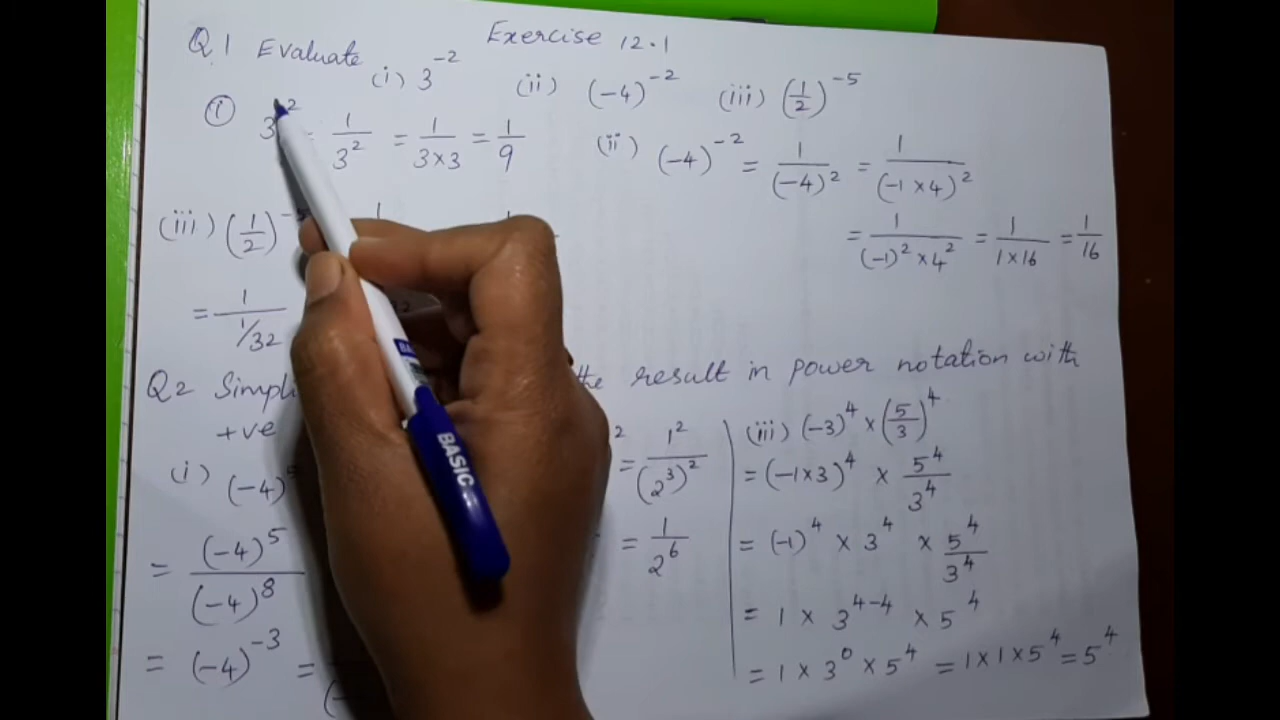 Exercise 12.1
Q1 Evaluate (i) 3^-2 (ii) (-4)^-2 (iii) (1/2)^-5
(i) = 1/3^2 = 1/(3×3) = 1/9
(ii) (-4)^-2 = 1/(-4)^2 = 1/(-1×4)^2
= 1/((-1)^2×4^2) = 1/(1×16) = 1/16
(iii) (1/2)^-5
= 1/(1/32)
Q2 the result in power notation with
+ve
(i) (-4)
= (-4)^5/(-4)^8
= (-4)^-3 =
= 1^2/(2^3)^2
= 1/2^6
(iii) (-3)^4 × (5/3)^4
= (-1×3)^4 × 5^4/3^4
= (-1)^4 × 3^4 × 5^4/3^4
= 1 × 3^4-4 × 5^4
= 1 × 3^0 × 5^4 = 1×1×5^4 = 5^4
BASIC